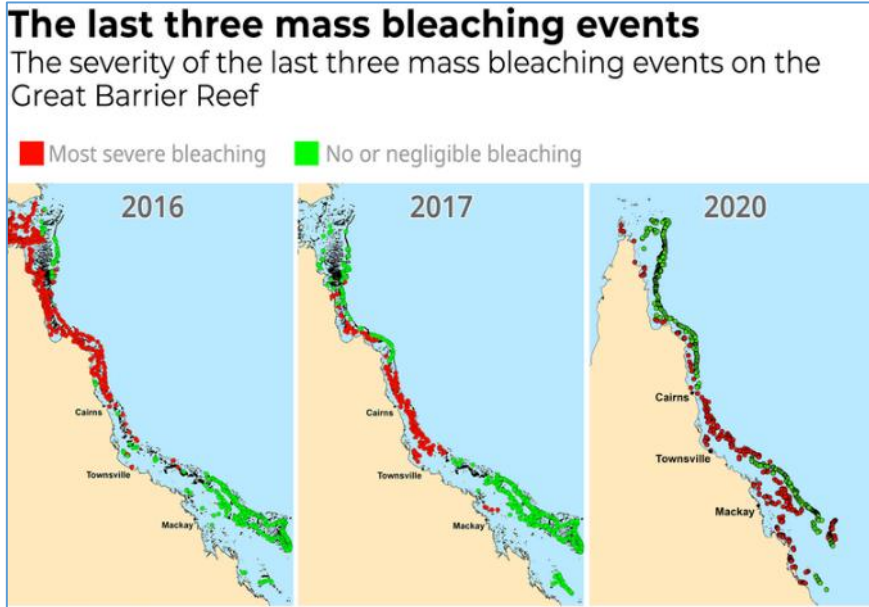 The last three mass bleaching events
The severity of the last three mass bleaching events on the
Great Barrier Reef
Most severe bleaching
No or negligible bleaching
2016
Cairns
Townsville
Mackay
2017
Cairns
Townsville
Mackay
2020
Cairns
Townsville
Mackay